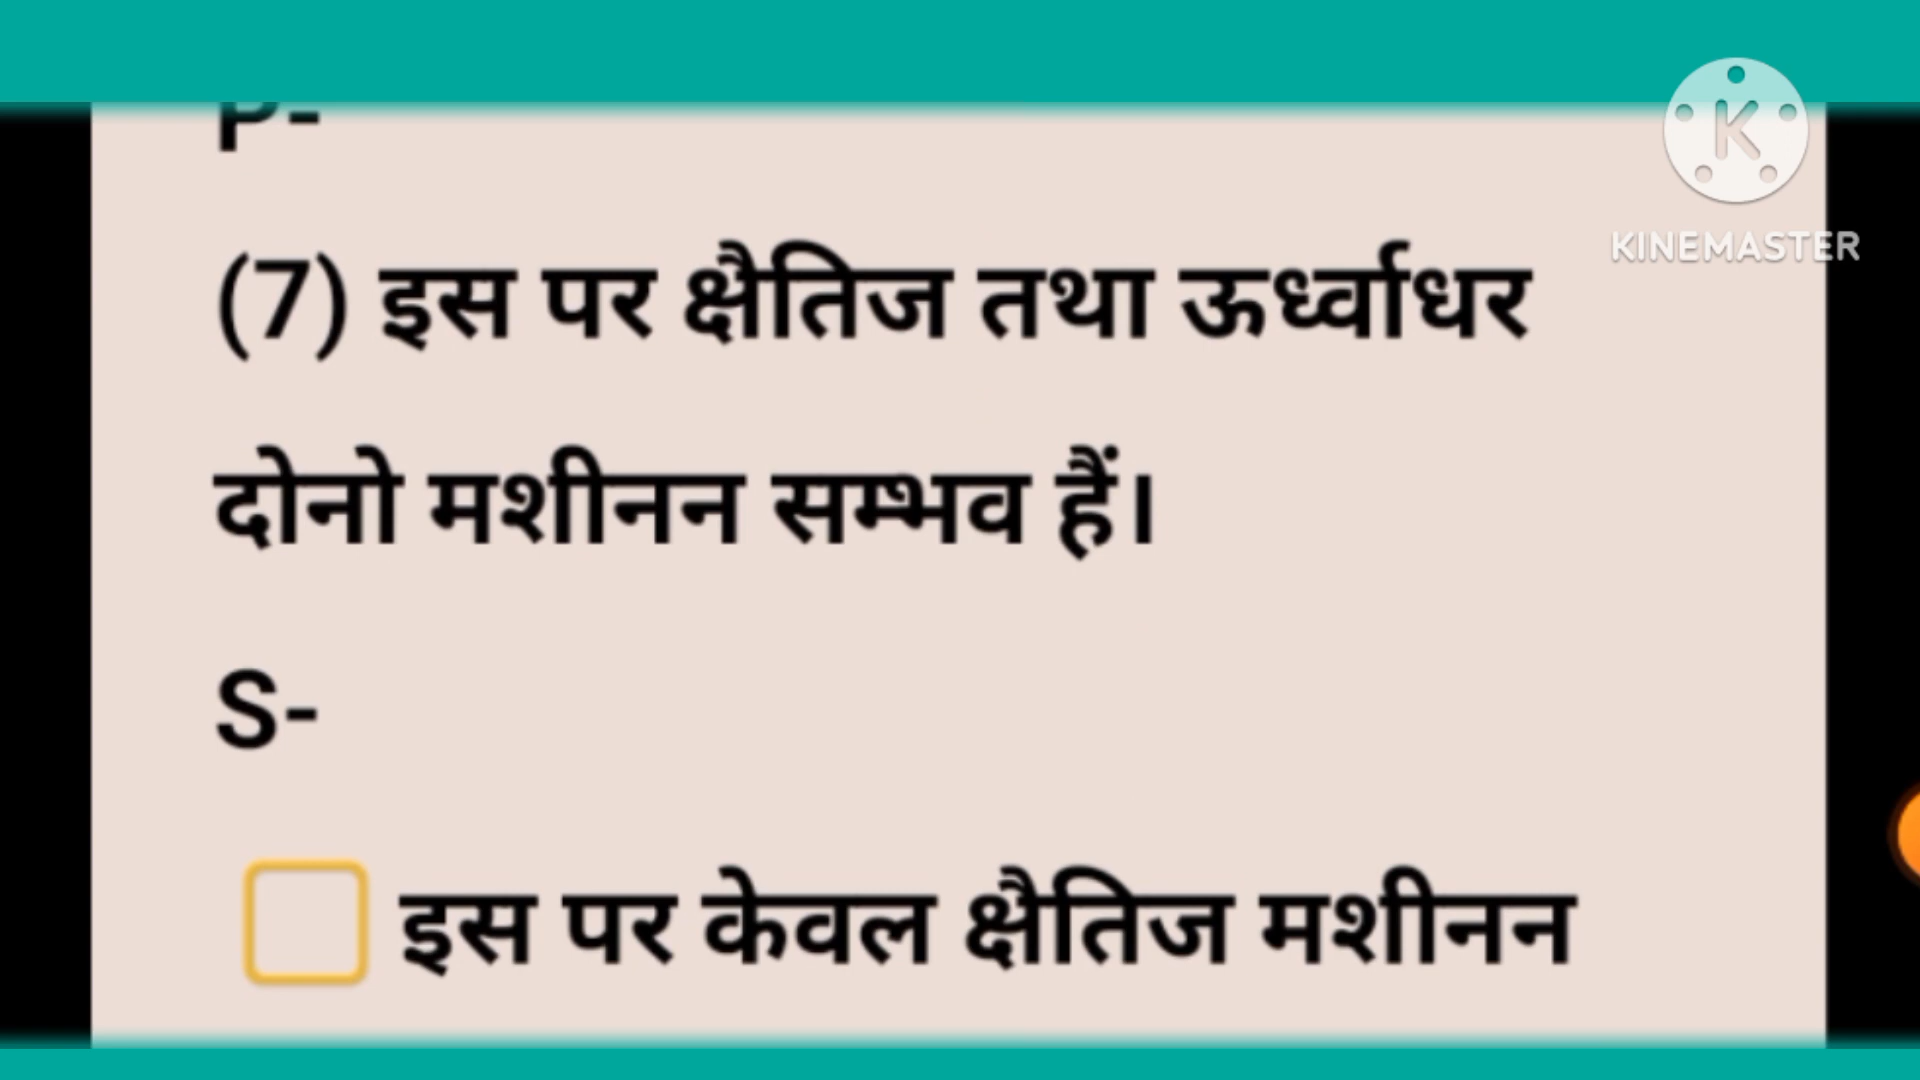 P-
KINEMASTER
(7) इस पर क्षैतिज तथा ऊर्ध्वाधर
दोनो मशीनन सम्भव हैं।
S-
इस पर केवल क्षैतिज मशीनन